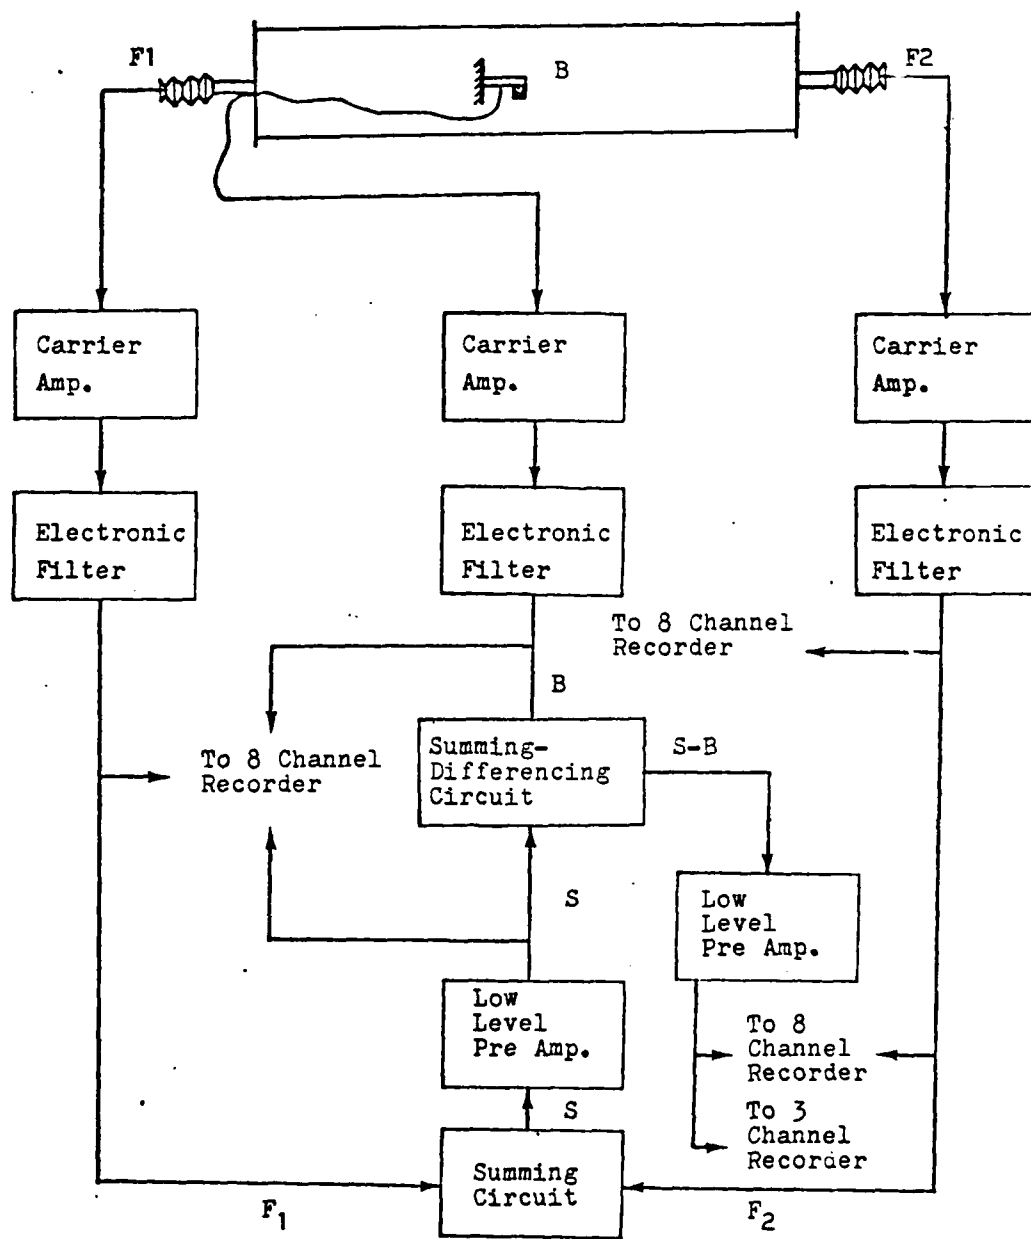 F1
B
F2
Carrier
Amp.
Carrier
Amp.
Carrier
Amp.
Electronic
Filter
Electronic
Filter
Electronic
Filter
To 8 Channel
Recorder
B
To 8 Channel
Recorder
Summing-
Differencing
Circuit
S-B
S
Low
Level
Pre Amp.
Low
Level
Pre Amp.
To 8
Channel
Recorder
S
To 3
Channel
Recorder
Summing
Circuit
F1
F2